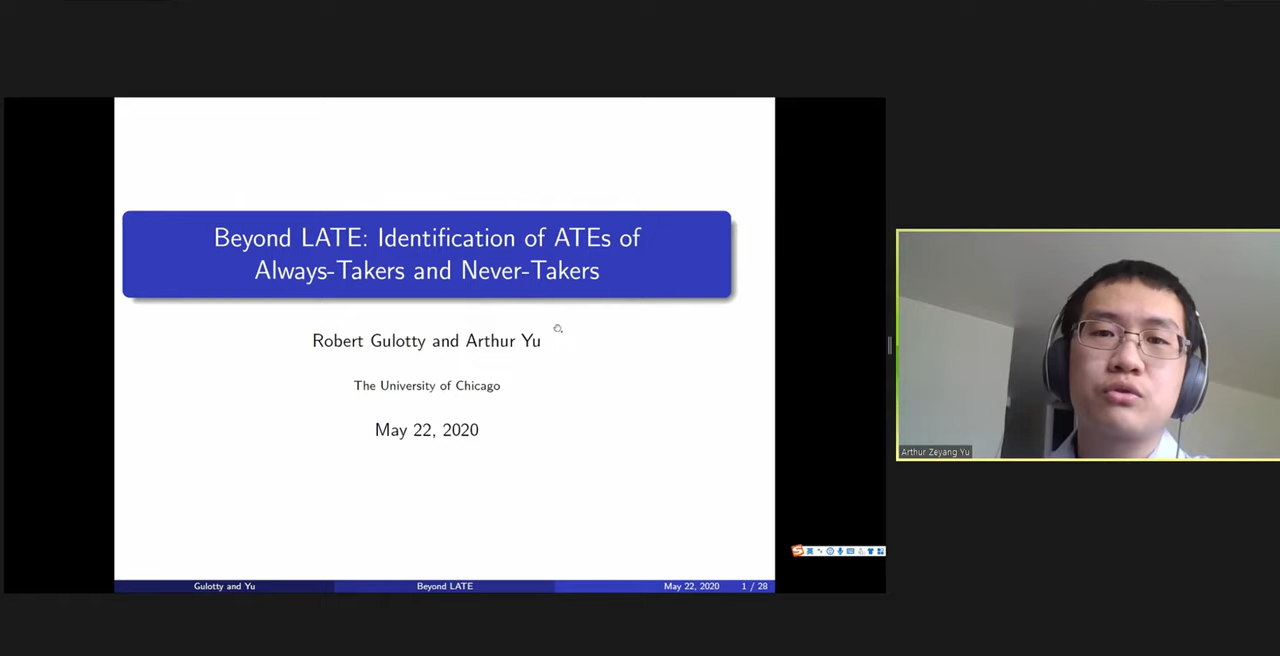 Beyond LATE: Identification of ATEs of
Always-Takers and Never-Takers
Robert Gulotty and Arthur Yu
The University of Chicago
May 22, 2020
Gulotty and Yu
Beyond LATE
May 22, 2020
1 / 28
Arthur Zeyang Yu
S 英